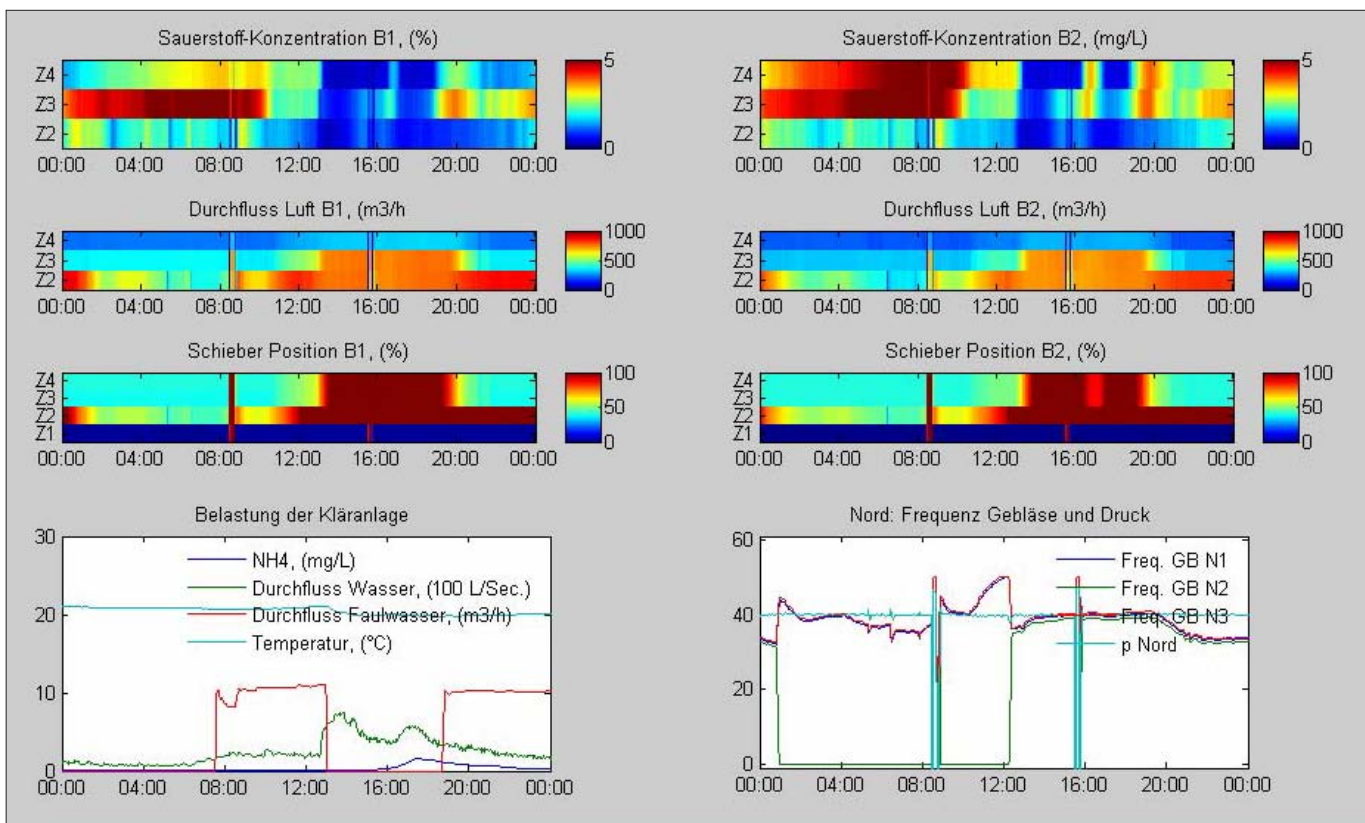 Sauerstoff-Konzentration B1, (%)
Z4
Z3
Z2
00:00 04:00 08:00 12:00 16:00 20:00 00:00
5
0
Sauerstoff-Konzentration B2, (mg/L)
Z4
Z3
Z2
00:00 04:00 08:00 12:00 16:00 20:00 00:00
5
0
Durchfluss Luft B1, (m3/h
Z4
Z3
Z2
00:00 04:00 08:00 12:00 16:00 20:00 00:00
1000
500
0
Durchfluss Luft B2, (m3/h)
Z4
Z3
Z2
00:00 04:00 08:00 12:00 16:00 20:00 00:00
1000
500
0
Schieber Position B1, (%)
Z4
Z3
Z2
Z1
00:00 04:00 08:00 12:00 16:00 20:00 00:00
100
50
0
Schieber Position B2, (%)
Z4
Z3
Z2
Z1
00:00 04:00 08:00 12:00 16:00 20:00 00:00
100
50
0
Belastung der Kläranlage
30
20
10
0
NH4, (mg/L)
Durchfluss Wasser, (100 L/Sec.)
Durchfluss Faulwasser, (m3/h)
Temperatur, (°C)
00:00 04:00 08:00 12:00 16:00 20:00 00:00
Nord: Frequenz Gebläse und Druck
60
40
20
0
Freq. GB N1
Freq. GB N2
Freq. GB N3
p Nord
00:00 04:00 08:00 12:00 16:00 20:00 00:00